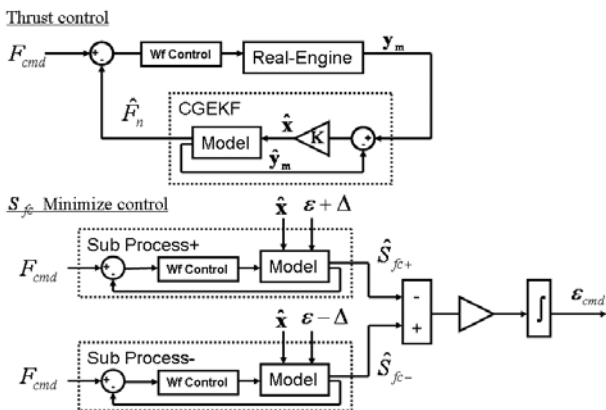 Thrust control
F_cmd + - Wf Control Real-Engine y_m
F̂_n
CGEKF
Model x̂ K + -
ŷ_m
S_fc Minimize control
x̂ ε + Δ
Sub Process+
F_cmd + - Wf Control Model Ŝ_fc+
- +
ε_cmd
∫
x̂ ε − Δ
Sub Process-
F_cmd + - Wf Control Model Ŝ_fc−